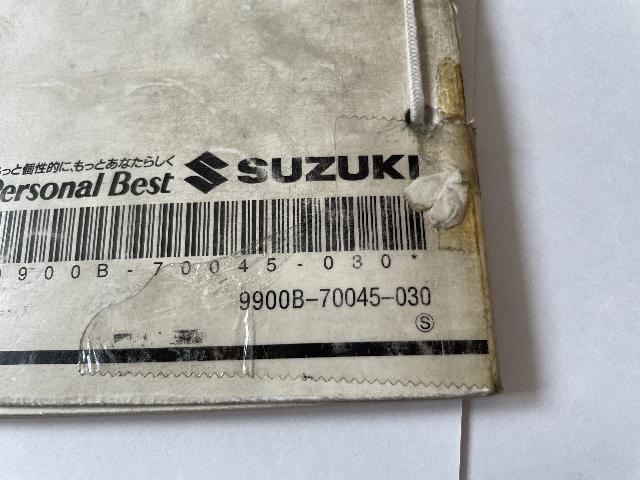 っと個性的に、もっとあなたらしく
Personal Best SUZUKI
9900B-70045-030*
9900B-70045-030
S